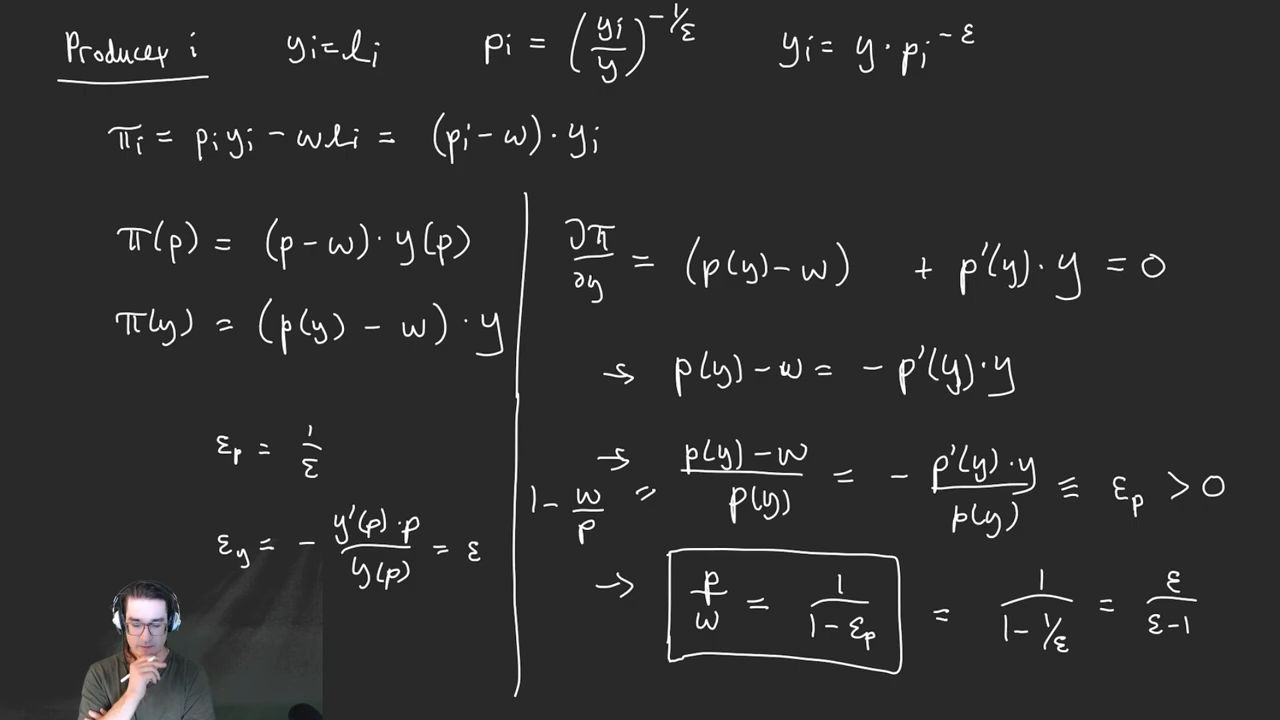 Producer i yi = li pi = (yi/y)^(-1/ε) yi = y · pi^(-ε)
πi = pi yi - w li = (pi - w) · yi
π(p) = (p - w) · y(p)
π(y) = (p(y) - w) · y
εp = 1/ε
εy = - y'(p) · p / y(p) = ε
∂π/∂y = (p(y) - w) + p'(y) · y = 0
→ p(y) - w = - p'(y) · y
→ 1 - w/p = (p(y) - w)/p(y) = - p'(y) · y / p(y) ≡ εp > 0
→ p/w = 1/(1 - εp) = 1/(1 - 1/ε) = ε/(ε - 1)